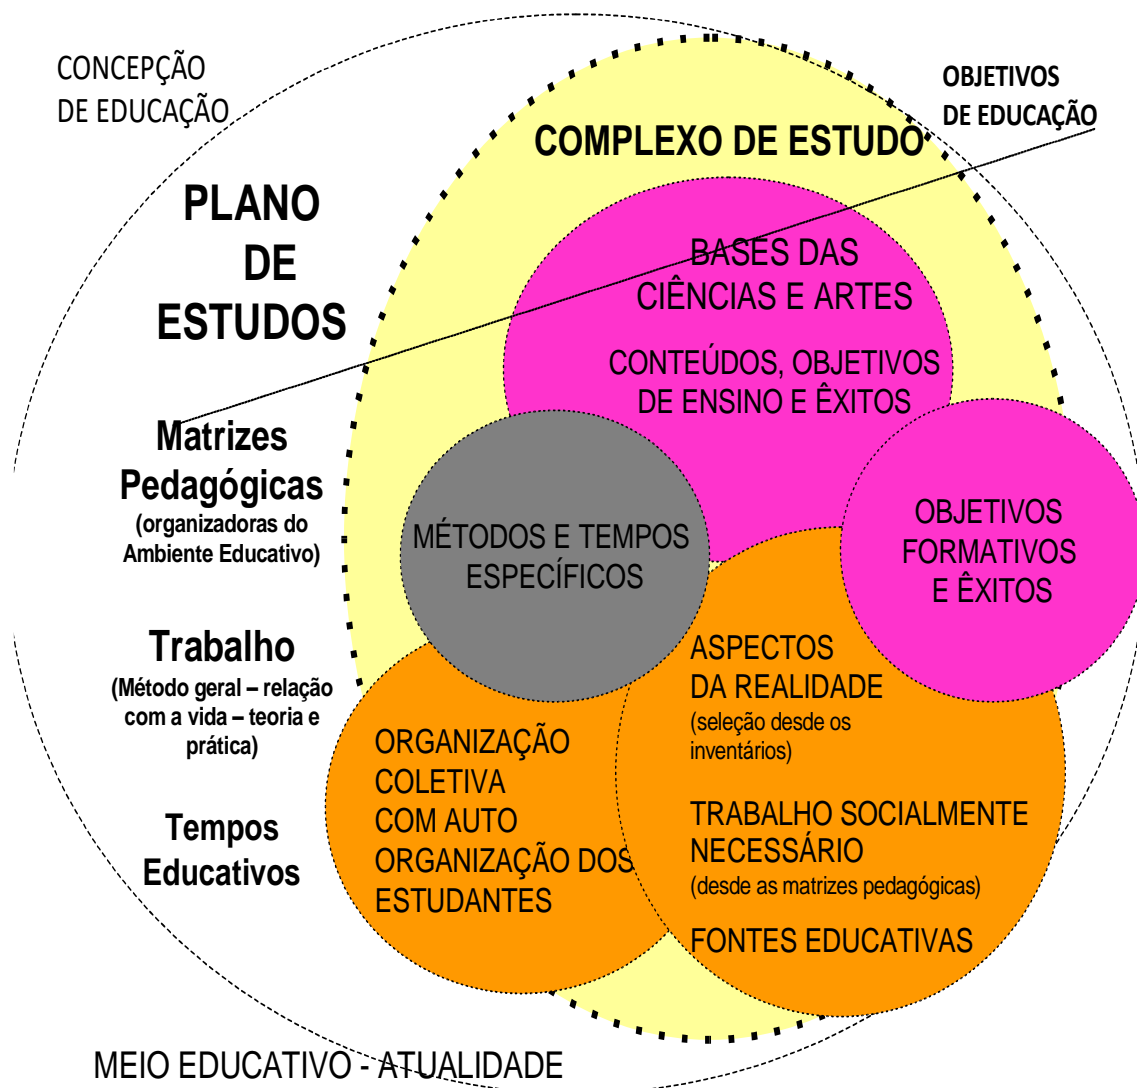 CONCEPÇÃO
DE EDUCAÇÃO
OBJETIVOS
DE EDUCAÇÃO
COMPLEXO DE ESTUDO
PLANO
DE
ESTUDOS
BASES DAS
CIÊNCIAS E ARTES
CONTEÚDOS, OBJETIVOS
DE ENSINO E ÊXITOS
Matrizes
Pedagógicas
(organizadoras do
Ambiente Educativo)
MÉTODOS E TEMPOS
ESPECÍFICOS
OBJETIVOS
FORMATIVOS
E ÊXITOS
Trabalho
(Método geral – relação
com a vida – teoria e
prática)
ASPECTOS
DA REALIDADE
(seleção desde os
inventários)
ORGANIZAÇÃO
COLETIVA
COM AUTO
ORGANIZAÇÃO DOS
ESTUDANTES
TRABALHO SOCIALMENTE
NECESSÁRIO
(desde as matrizes pedagógicas)
FONTES EDUCATIVAS
Tempos
Educativos
MEIO EDUCATIVO - ATUALIDADE